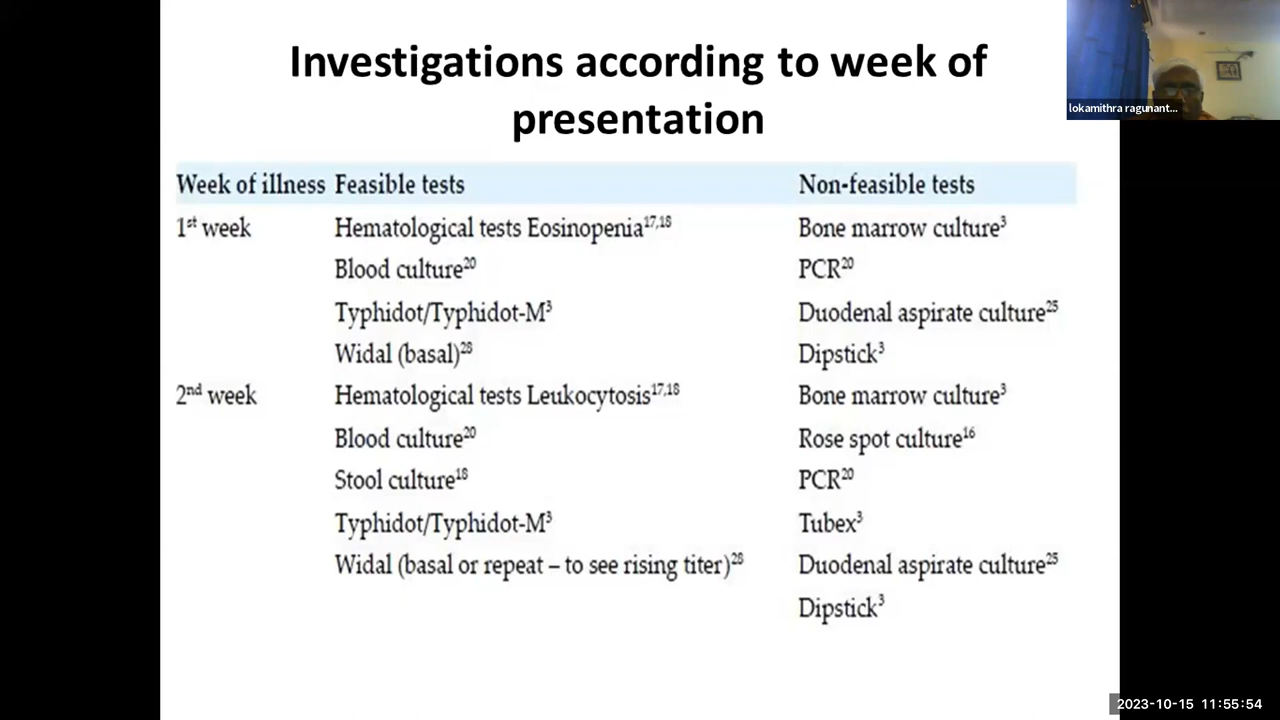 Investigations according to week of
presentation
lokamithra ragunant...
Week of illness Feasible tests Non-feasible tests
1st week Hematological tests Eosinopenia17,18 Bone marrow culture3
Blood culture20 PCR20
Typhidot/Typhidot-M3 Duodenal aspirate culture25
Widal (basal)28 Dipstick3
2nd week Hematological tests Leukocytosis17,18 Bone marrow culture3
Blood culture20 Rose spot culture16
Stool culture18 PCR20
Typhidot/Typhidot-M3 Tubex3
Widal (basal or repeat – to see rising titer)28 Duodenal aspirate culture25
Dipstick3
2023-10-15 11:55:54